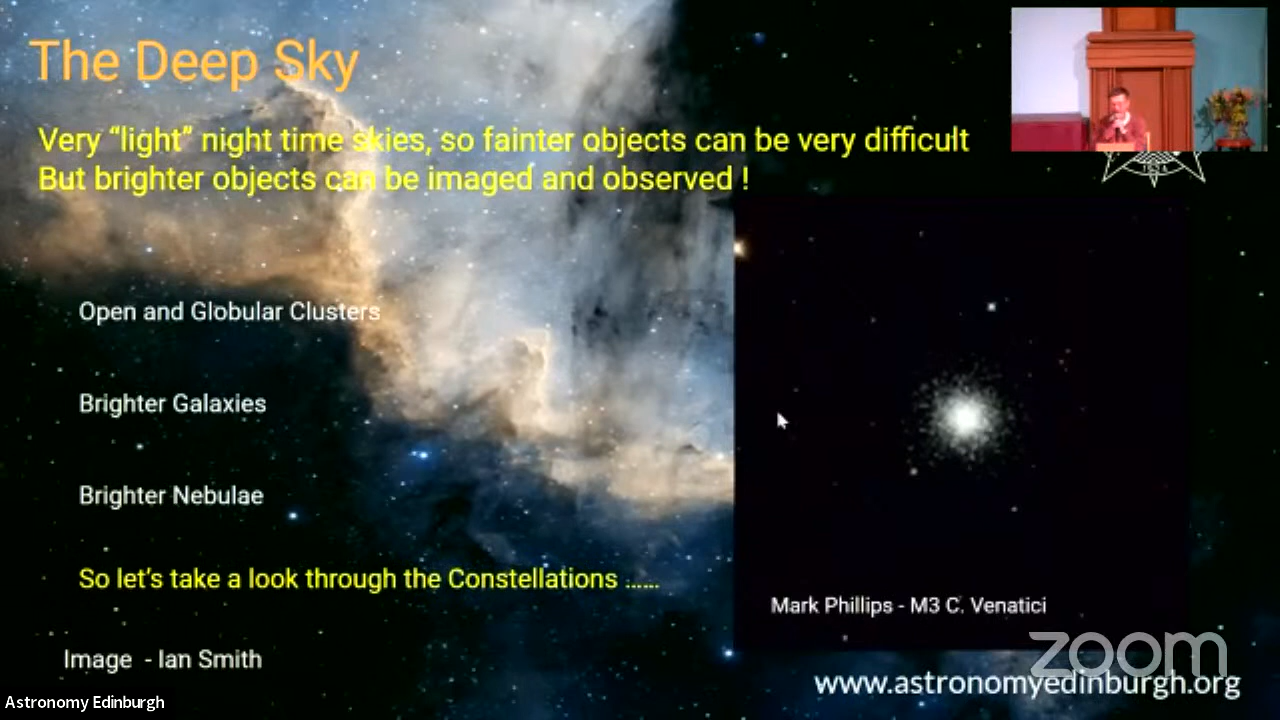 The Deep Sky
Very “light” night time skies, so fainter objects can be very difficult
But brighter objects can be imaged and observed !
1924
Open and Globular Clusters
Brighter Galaxies
Brighter Nebulae
So let’s take a look through the Constellations ......
Mark Phillips - M3 C. Venatici
Image - Ian Smith
zoom
www.astronomyedinburgh.org
Astronomy Edinburgh